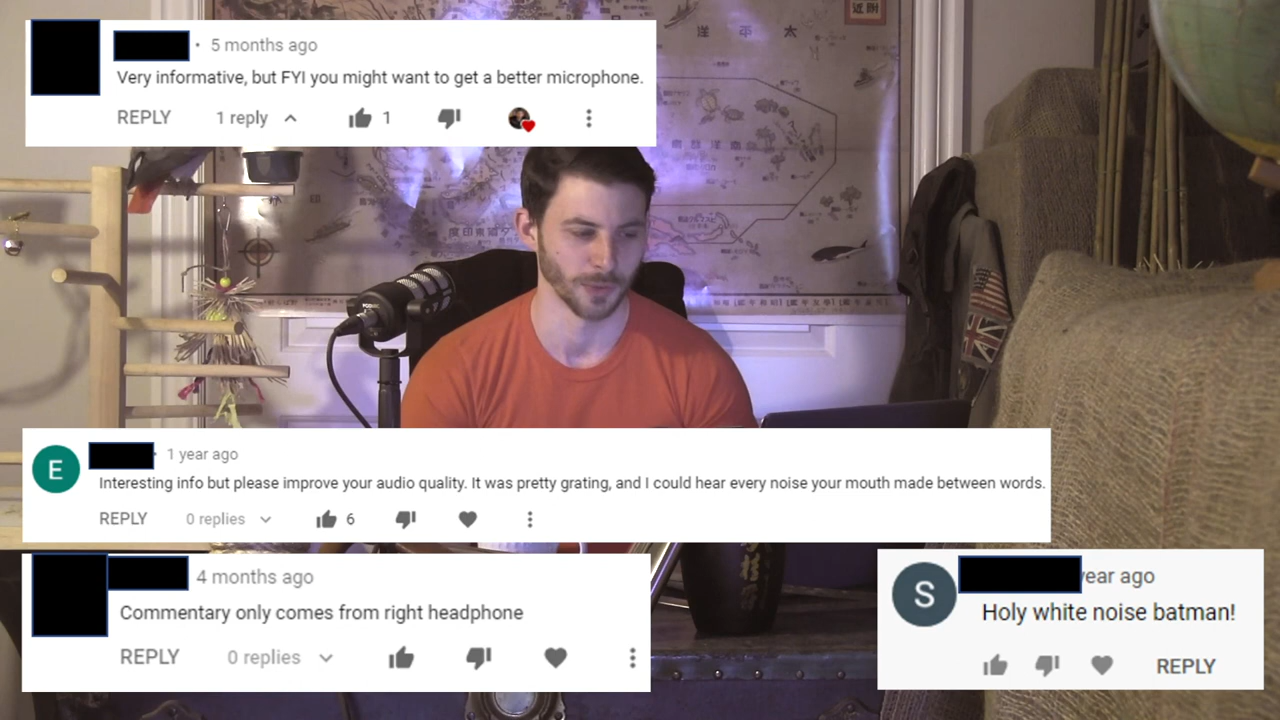 5 months ago
Very informative, but FYI you might want to get a better microphone.
REPLY 1 reply 1
太 平 洋
1 year ago
Interesting info but please improve your audio quality. It was pretty grating, and I could hear every noise your mouth made between words.
REPLY 0 replies 6
E
4 months ago
Commentary only comes from right headphone
REPLY 0 replies
S
year ago
Holy white noise batman!
REPLY